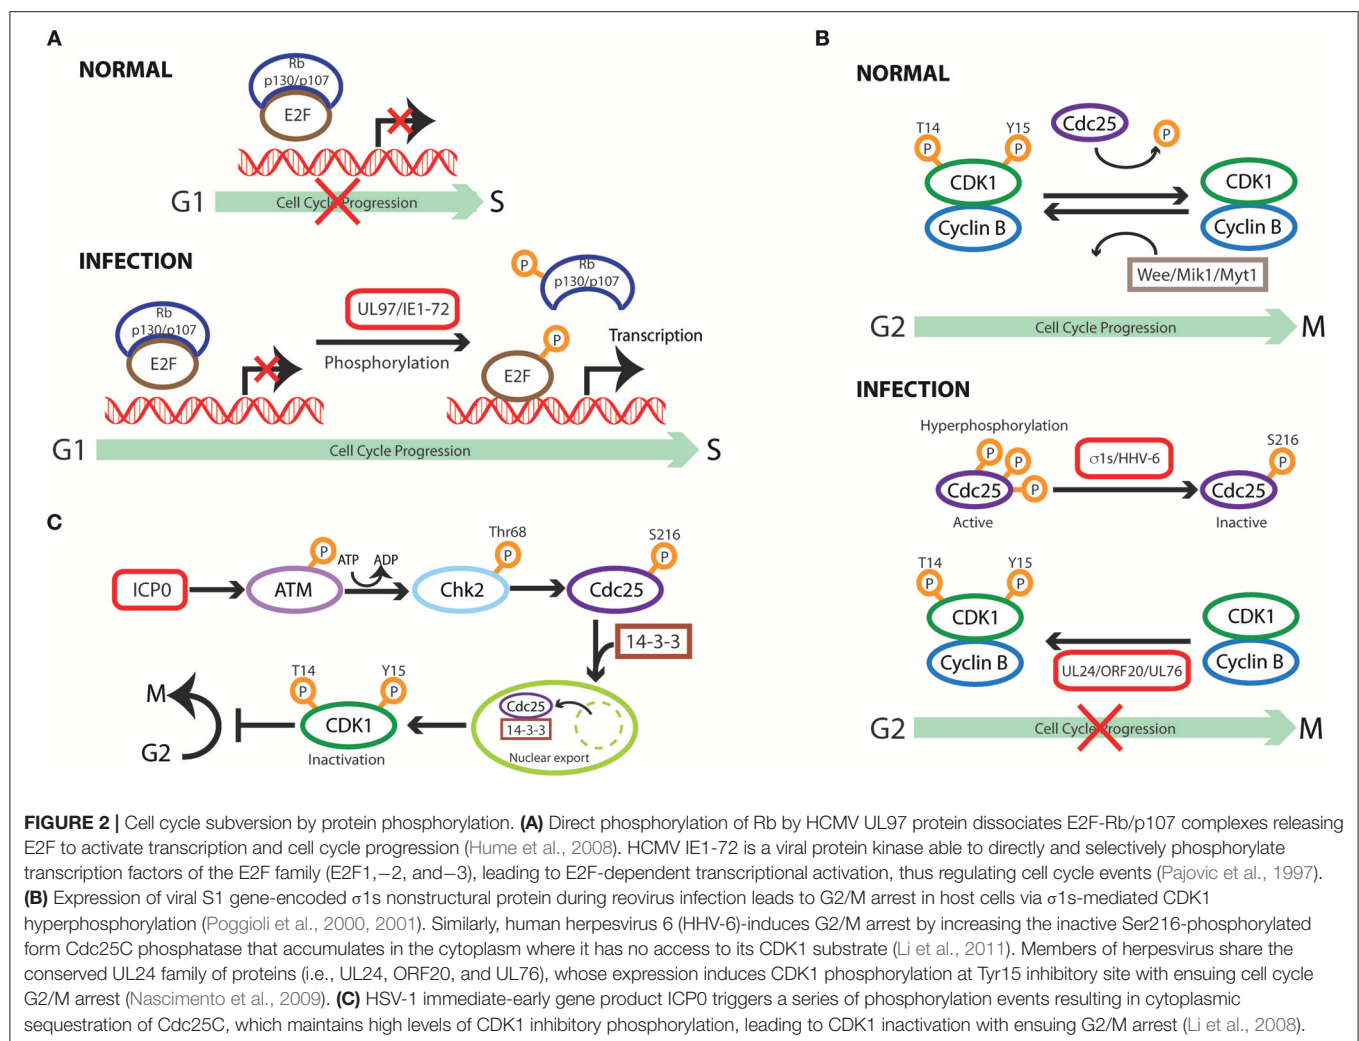 A
NORMAL
Rb
p130/p107
E2F
G1
Cell Cycle Progression
S
INFECTION
Rb
p130/p107
E2F
UL97/IE1-72
Phosphorylation
P
Rb
p130/p107
P
E2F
Transcription
G1
Cell Cycle Progression
S
B
NORMAL
T14
Y15
P
P
CDK1
Cyclin B
Cdc25
P
CDK1
Cyclin B
Wee/Mik1/Myt1
G2
Cell Cycle Progression
M
INFECTION
Hyperphosphorylation
P
P
P
Cdc25
Active
σ1s/HHV-6
S216
P
Cdc25
Inactive
T14
Y15
P
P
CDK1
Cyclin B
UL24/ORF20/UL76
CDK1
Cyclin B
G2
Cell Cycle Progression
M
C
ICP0
P
ATM
ATP
ADP
Thr68
P
Chk2
S216
P
Cdc25
14-3-3
Cdc25
14-3-3
Nuclear export
T14
Y15
P
P
CDK1
Inactivation
M
G2
FIGURE 2 | Cell cycle subversion by protein phosphorylation. (A) Direct phosphorylation of Rb by HCMV UL97 protein dissociates E2F-Rb/p107 complexes releasing
E2F to activate transcription and cell cycle progression (Hume et al., 2008). HCMV IE1-72 is a viral protein kinase able to directly and selectively phosphorylate
transcription factors of the E2F family (E2F1,−2, and−3), leading to E2F-dependent transcriptional activation, thus regulating cell cycle events (Pajovic et al., 1997).
(B) Expression of viral S1 gene-encoded σ1s nonstructural protein during reovirus infection leads to G2/M arrest in host cells via σ1s-mediated CDK1
hyperphosphorylation (Poggioli et al., 2000, 2001). Similarly, human herpesvirus 6 (HHV-6)-induces G2/M arrest by increasing the inactive Ser216-phosphorylated
form Cdc25C phosphatase that accumulates in the cytoplasm where it has no access to its CDK1 substrate (Li et al., 2011). Members of herpesvirus share the
conserved UL24 family of proteins (i.e., UL24, ORF20, and UL76), whose expression induces CDK1 phosphorylation at Tyr15 inhibitory site with ensuing cell cycle
G2/M arrest (Nascimento et al., 2009). (C) HSV-1 immediate-early gene product ICP0 triggers a series of phosphorylation events resulting in cytoplasmic
sequestration of Cdc25C, which maintains high levels of CDK1 inhibitory phosphorylation, leading to CDK1 inactivation with ensuing G2/M arrest (Li et al., 2008).